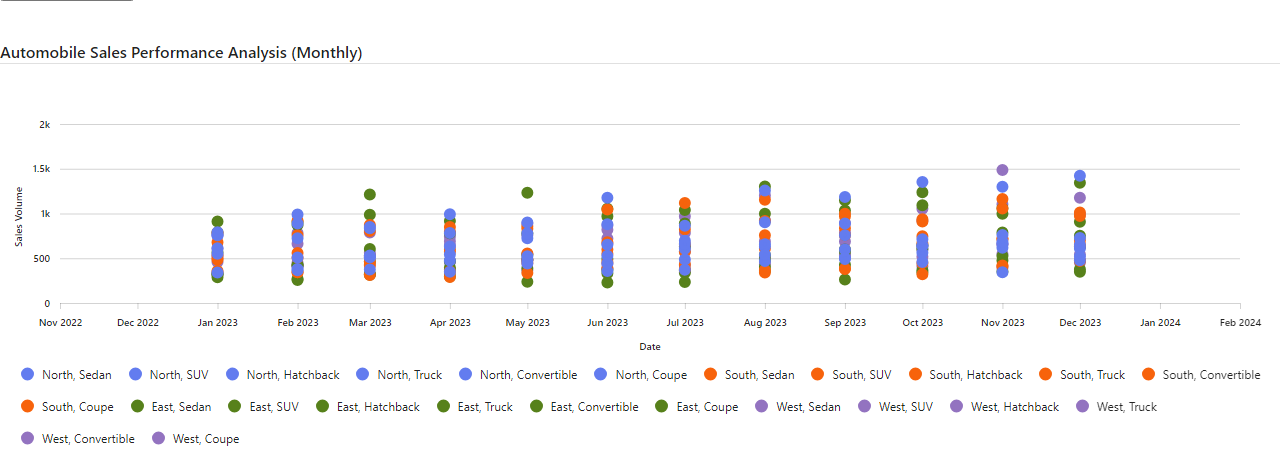 Automobile Sales Performance Analysis (Monthly)
2k
1.5k
1k
500
0
Sales Volume
Nov 2022 Dec 2022 Jan 2023 Feb 2023 Mar 2023 Apr 2023 May 2023 Jun 2023 Jul 2023 Aug 2023 Sep 2023 Oct 2023 Nov 2023 Dec 2023 Jan 2024 Feb 2024
Date
North, Sedan North, SUV North, Hatchback North, Truck North, Convertible North, Coupe South, Sedan South, SUV South, Hatchback South, Truck South, Convertible
South, Coupe East, Sedan East, SUV East, Hatchback East, Truck East, Convertible East, Coupe West, Sedan West, SUV West, Hatchback West, Truck
West, Convertible West, Coupe